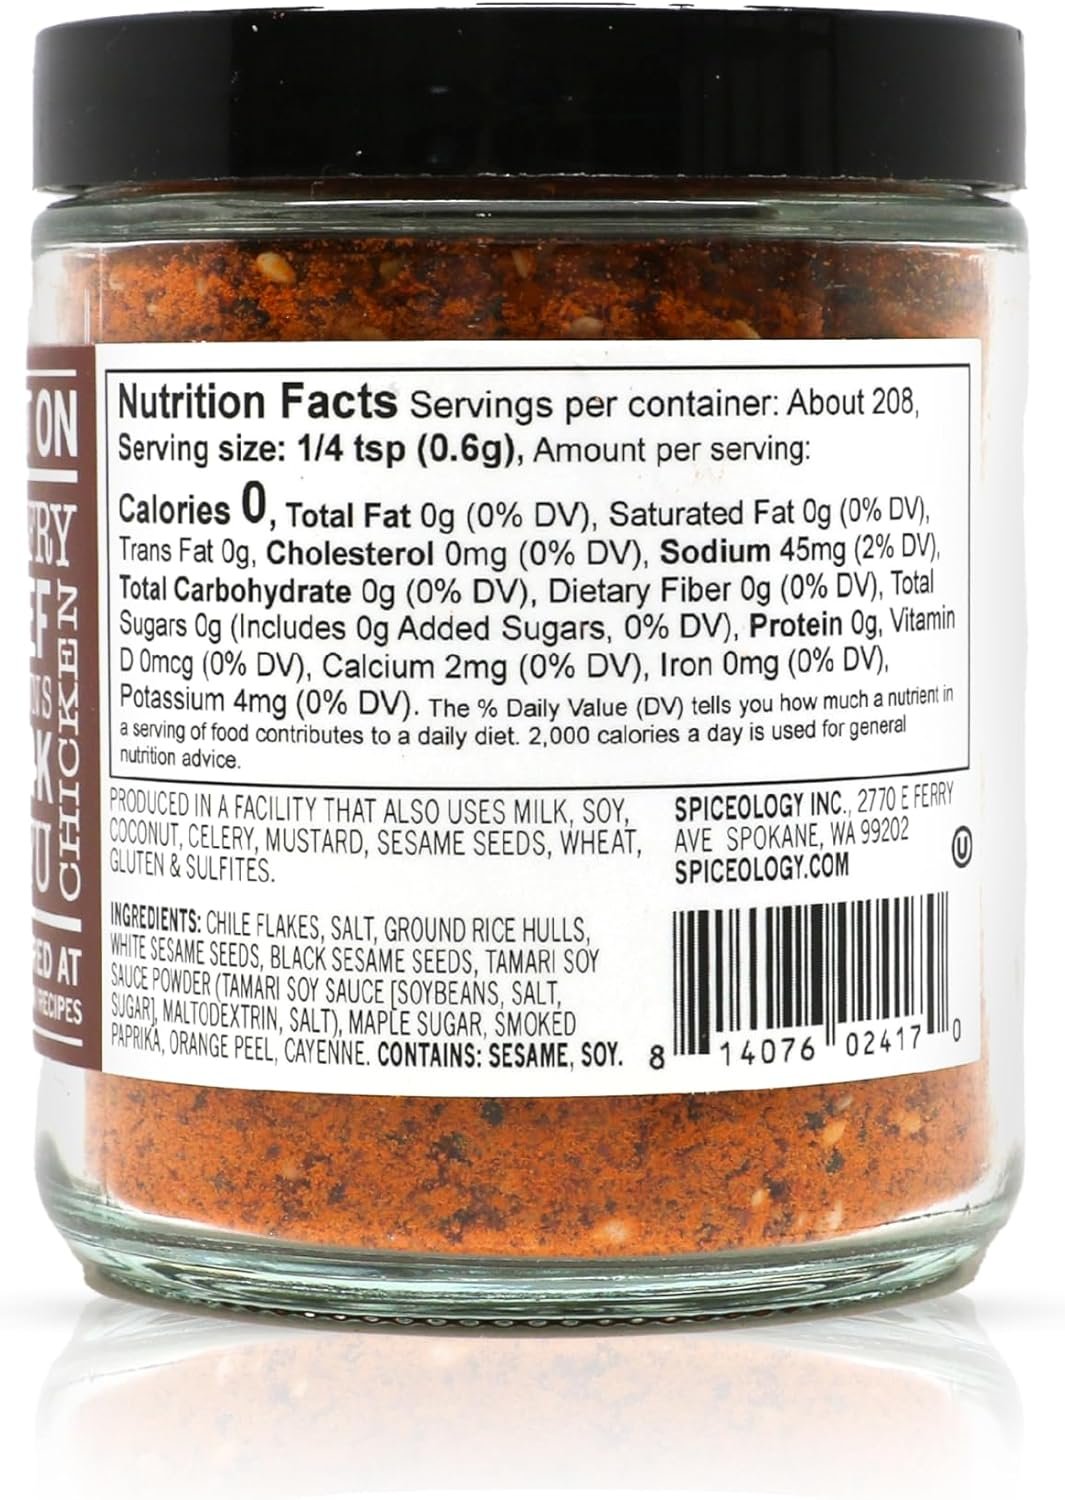 ON
FRY
CHICKEN
AT
RECIPES
Nutrition Facts Servings per container: About 208,
Serving size: 1/4 tsp (0.6g), Amount per serving:
Calories 0, Total Fat 0g (0% DV), Saturated Fat 0g (0% DV),
Trans Fat 0g, Cholesterol 0mg (0% DV), Sodium 45mg (2% DV),
Total Carbohydrate 0g (0% DV), Dietary Fiber 0g (0% DV), Total
Sugars 0g (Includes 0g Added Sugars, 0% DV), Protein 0g, Vitamin
D 0mcg (0% DV), Calcium 2mg (0% DV), Iron 0mg (0% DV),
Potassium 4mg (0% DV). The % Daily Value (DV) tells you how much a nutrient in
a serving of food contributes to a daily diet. 2,000 calories a day is used for general
nutrition advice.
PRODUCED IN A FACILITY THAT ALSO USES MILK, SOY,
COCONUT, CELERY, MUSTARD, SESAME SEEDS, WHEAT,
GLUTEN & SULFITES.
SPICEOLOGY INC., 2770 E FERRY
AVE SPOKANE, WA 99202
SPICEOLOGY.COM
U
INGREDIENTS: CHILE FLAKES, SALT, GROUND RICE HULLS,
WHITE SESAME SEEDS, BLACK SESAME SEEDS, TAMARI SOY
SAUCE POWDER (TAMARI SOY SAUCE [SOYBEANS, SALT,
SUGAR], MALTODEXTRIN, SALT), MAPLE SUGAR, SMOKED
PAPRIKA, ORANGE PEEL, CAYENNE. CONTAINS: SESAME, SOY.
8 14076 02417 0